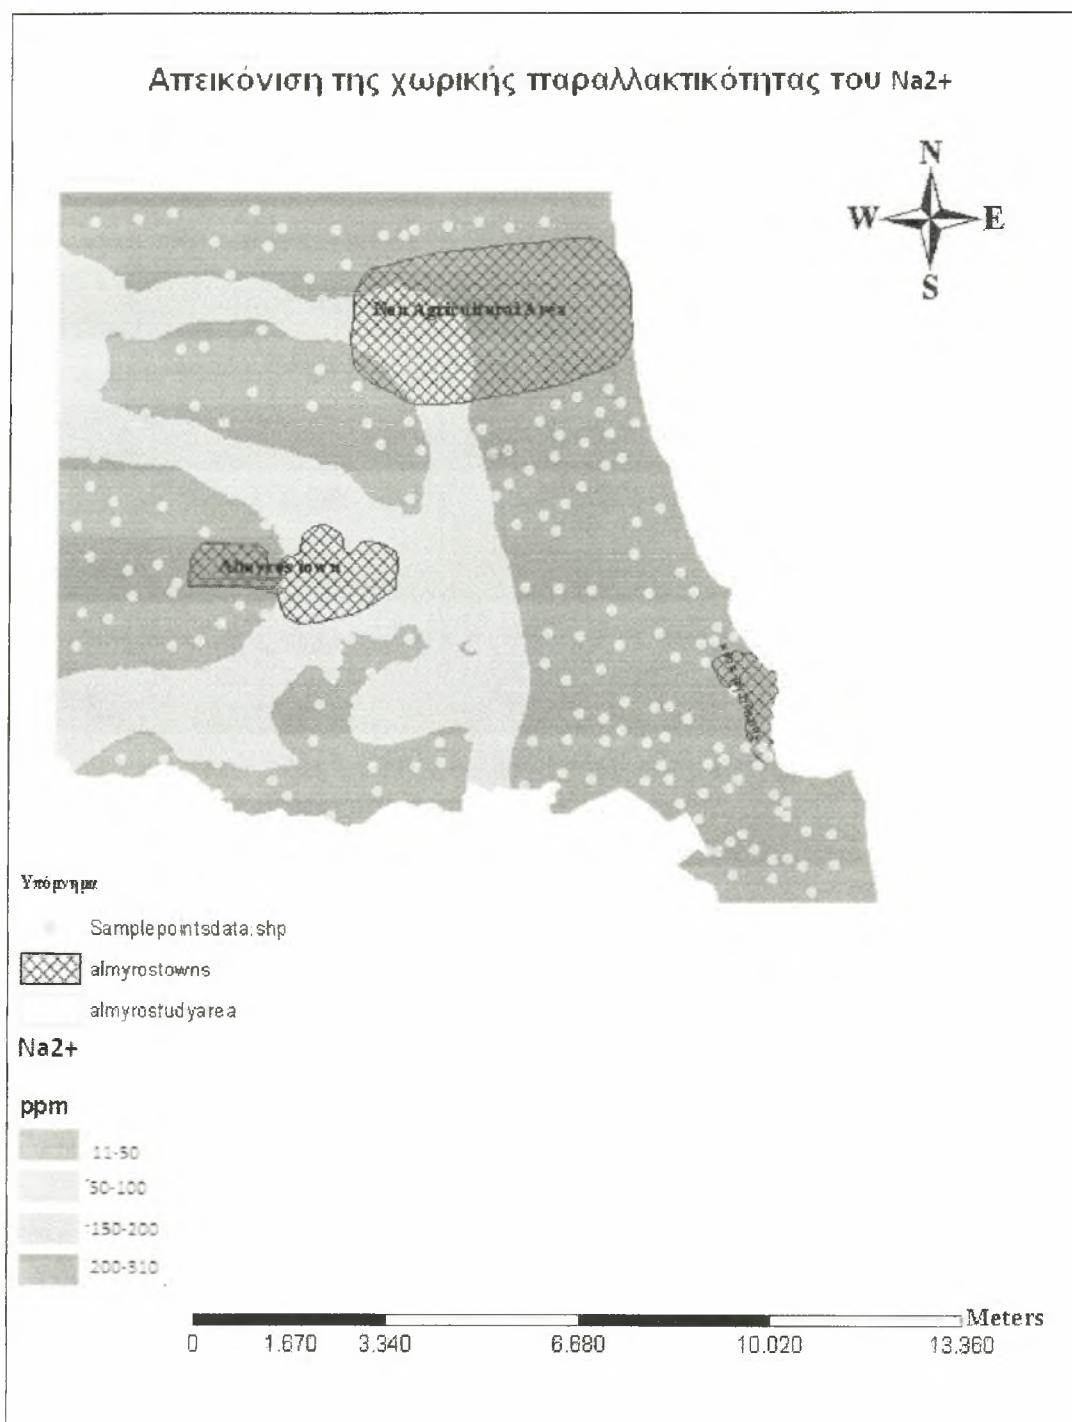 Απεικόνιση της χωρικής παραλλακτικότητας του Na2+
N
W E
S
Non Agricultural Area
Almyros town
Υπόμνημα
Samplepointsdata.shp
almyrostowns
almyrostudyarea
Na2+
ppm
11-50
50-100
150-200
200-310
Meters
0 1.670 3.340 6.680 10.020 13.360